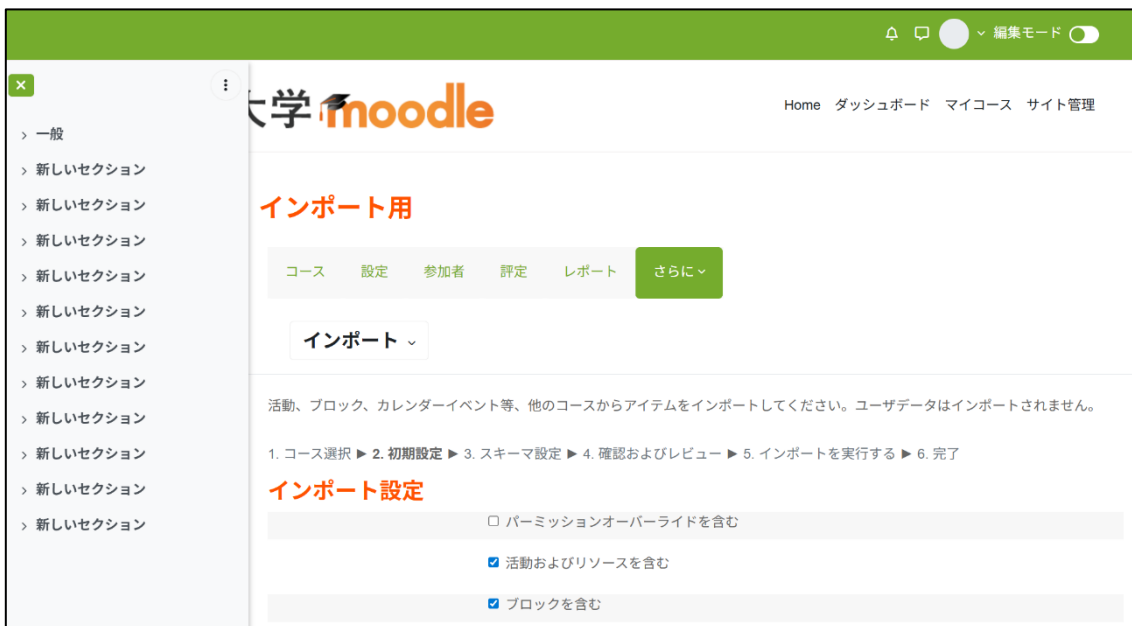 編集モード
大学 moodle
Home ダッシュボード マイコース サイト管理
一般
新しいセクション
新しいセクション
新しいセクション
新しいセクション
新しいセクション
新しいセクション
新しいセクション
新しいセクション
新しいセクション
新しいセクション
新しいセクション
インポート用
コース 設定 参加者 評定 レポート さらに
インポート
活動、ブロック、カレンダーイベント等、他のコースからアイテムをインポートしてください。ユーザデータはインポートされません。
1. コース選択 ▶ 2. 初期設定 ▶ 3. スキーマ設定 ▶ 4. 確認およびレビュー ▶ 5. インポートを実行する ▶ 6. 完了
インポート設定
パーミッションオーバーライドを含む
活動およびリソースを含む
ブロックを含む